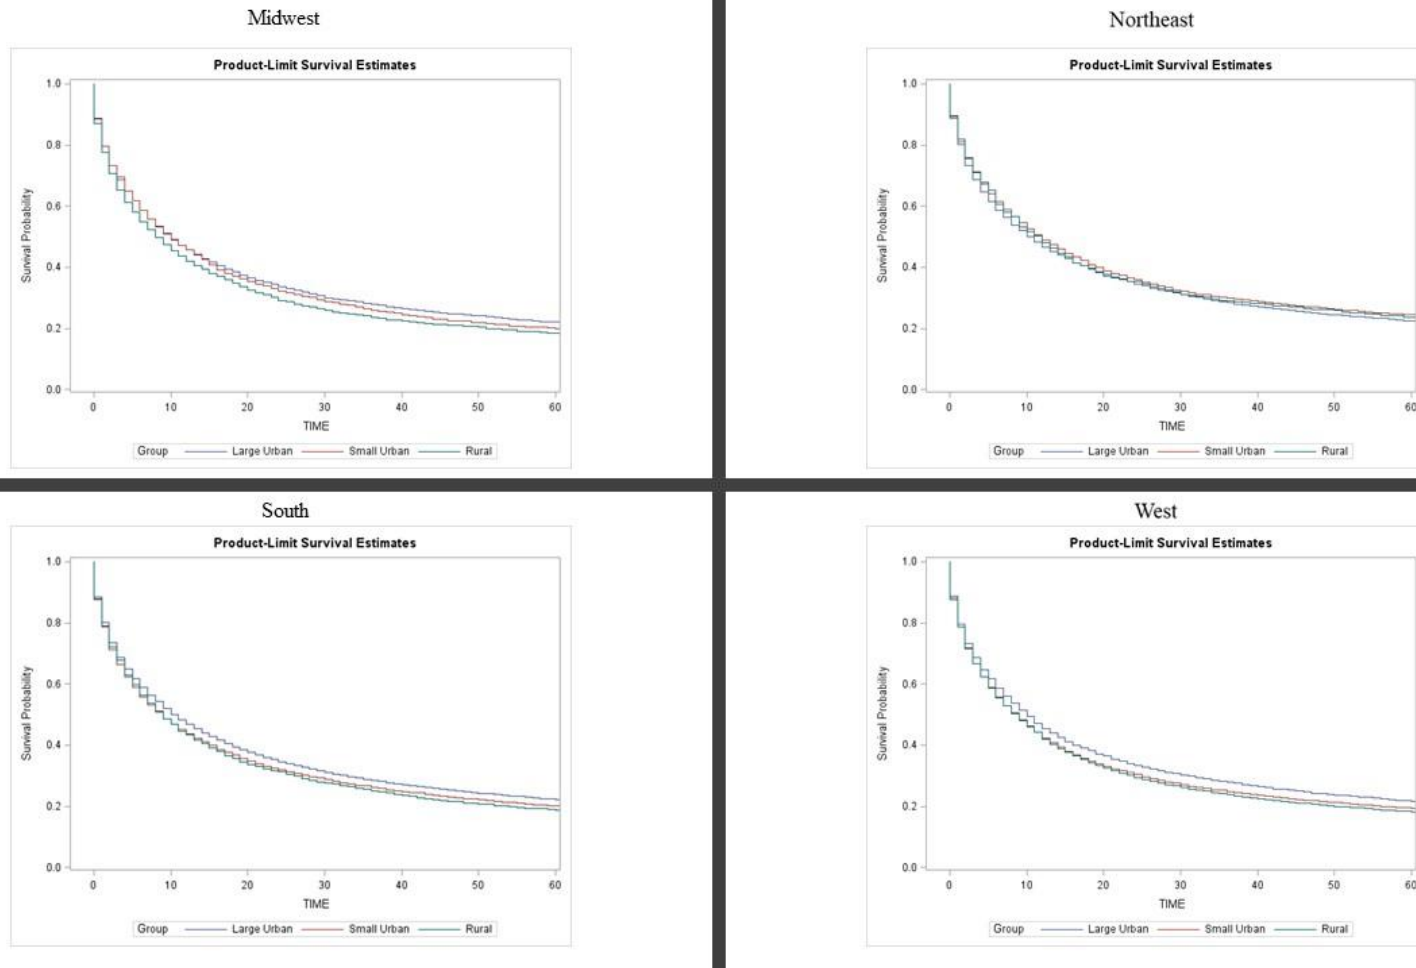 Midwest
Product-Limit Survival Estimates
1.0
0.8
0.6
0.4
0.2
0.0
Survival Probability
0 10 20 30 40 50 60
TIME
Group Large Urban Small Urban Rural
Northeast
Product-Limit Survival Estimates
1.0
0.8
0.6
0.4
0.2
0.0
Survival Probability
0 10 20 30 40 50 60
TIME
Group Large Urban Small Urban Rural
South
Product-Limit Survival Estimates
1.0
0.8
0.6
0.4
0.2
0.0
Survival Probability
0 10 20 30 40 50 60
TIME
Group Large Urban Small Urban Rural
West
Product-Limit Survival Estimates
1.0
0.8
0.6
0.4
0.2
0.0
Survival Probability
0 10 20 30 40 50 60
TIME
Group Large Urban Small Urban Rural